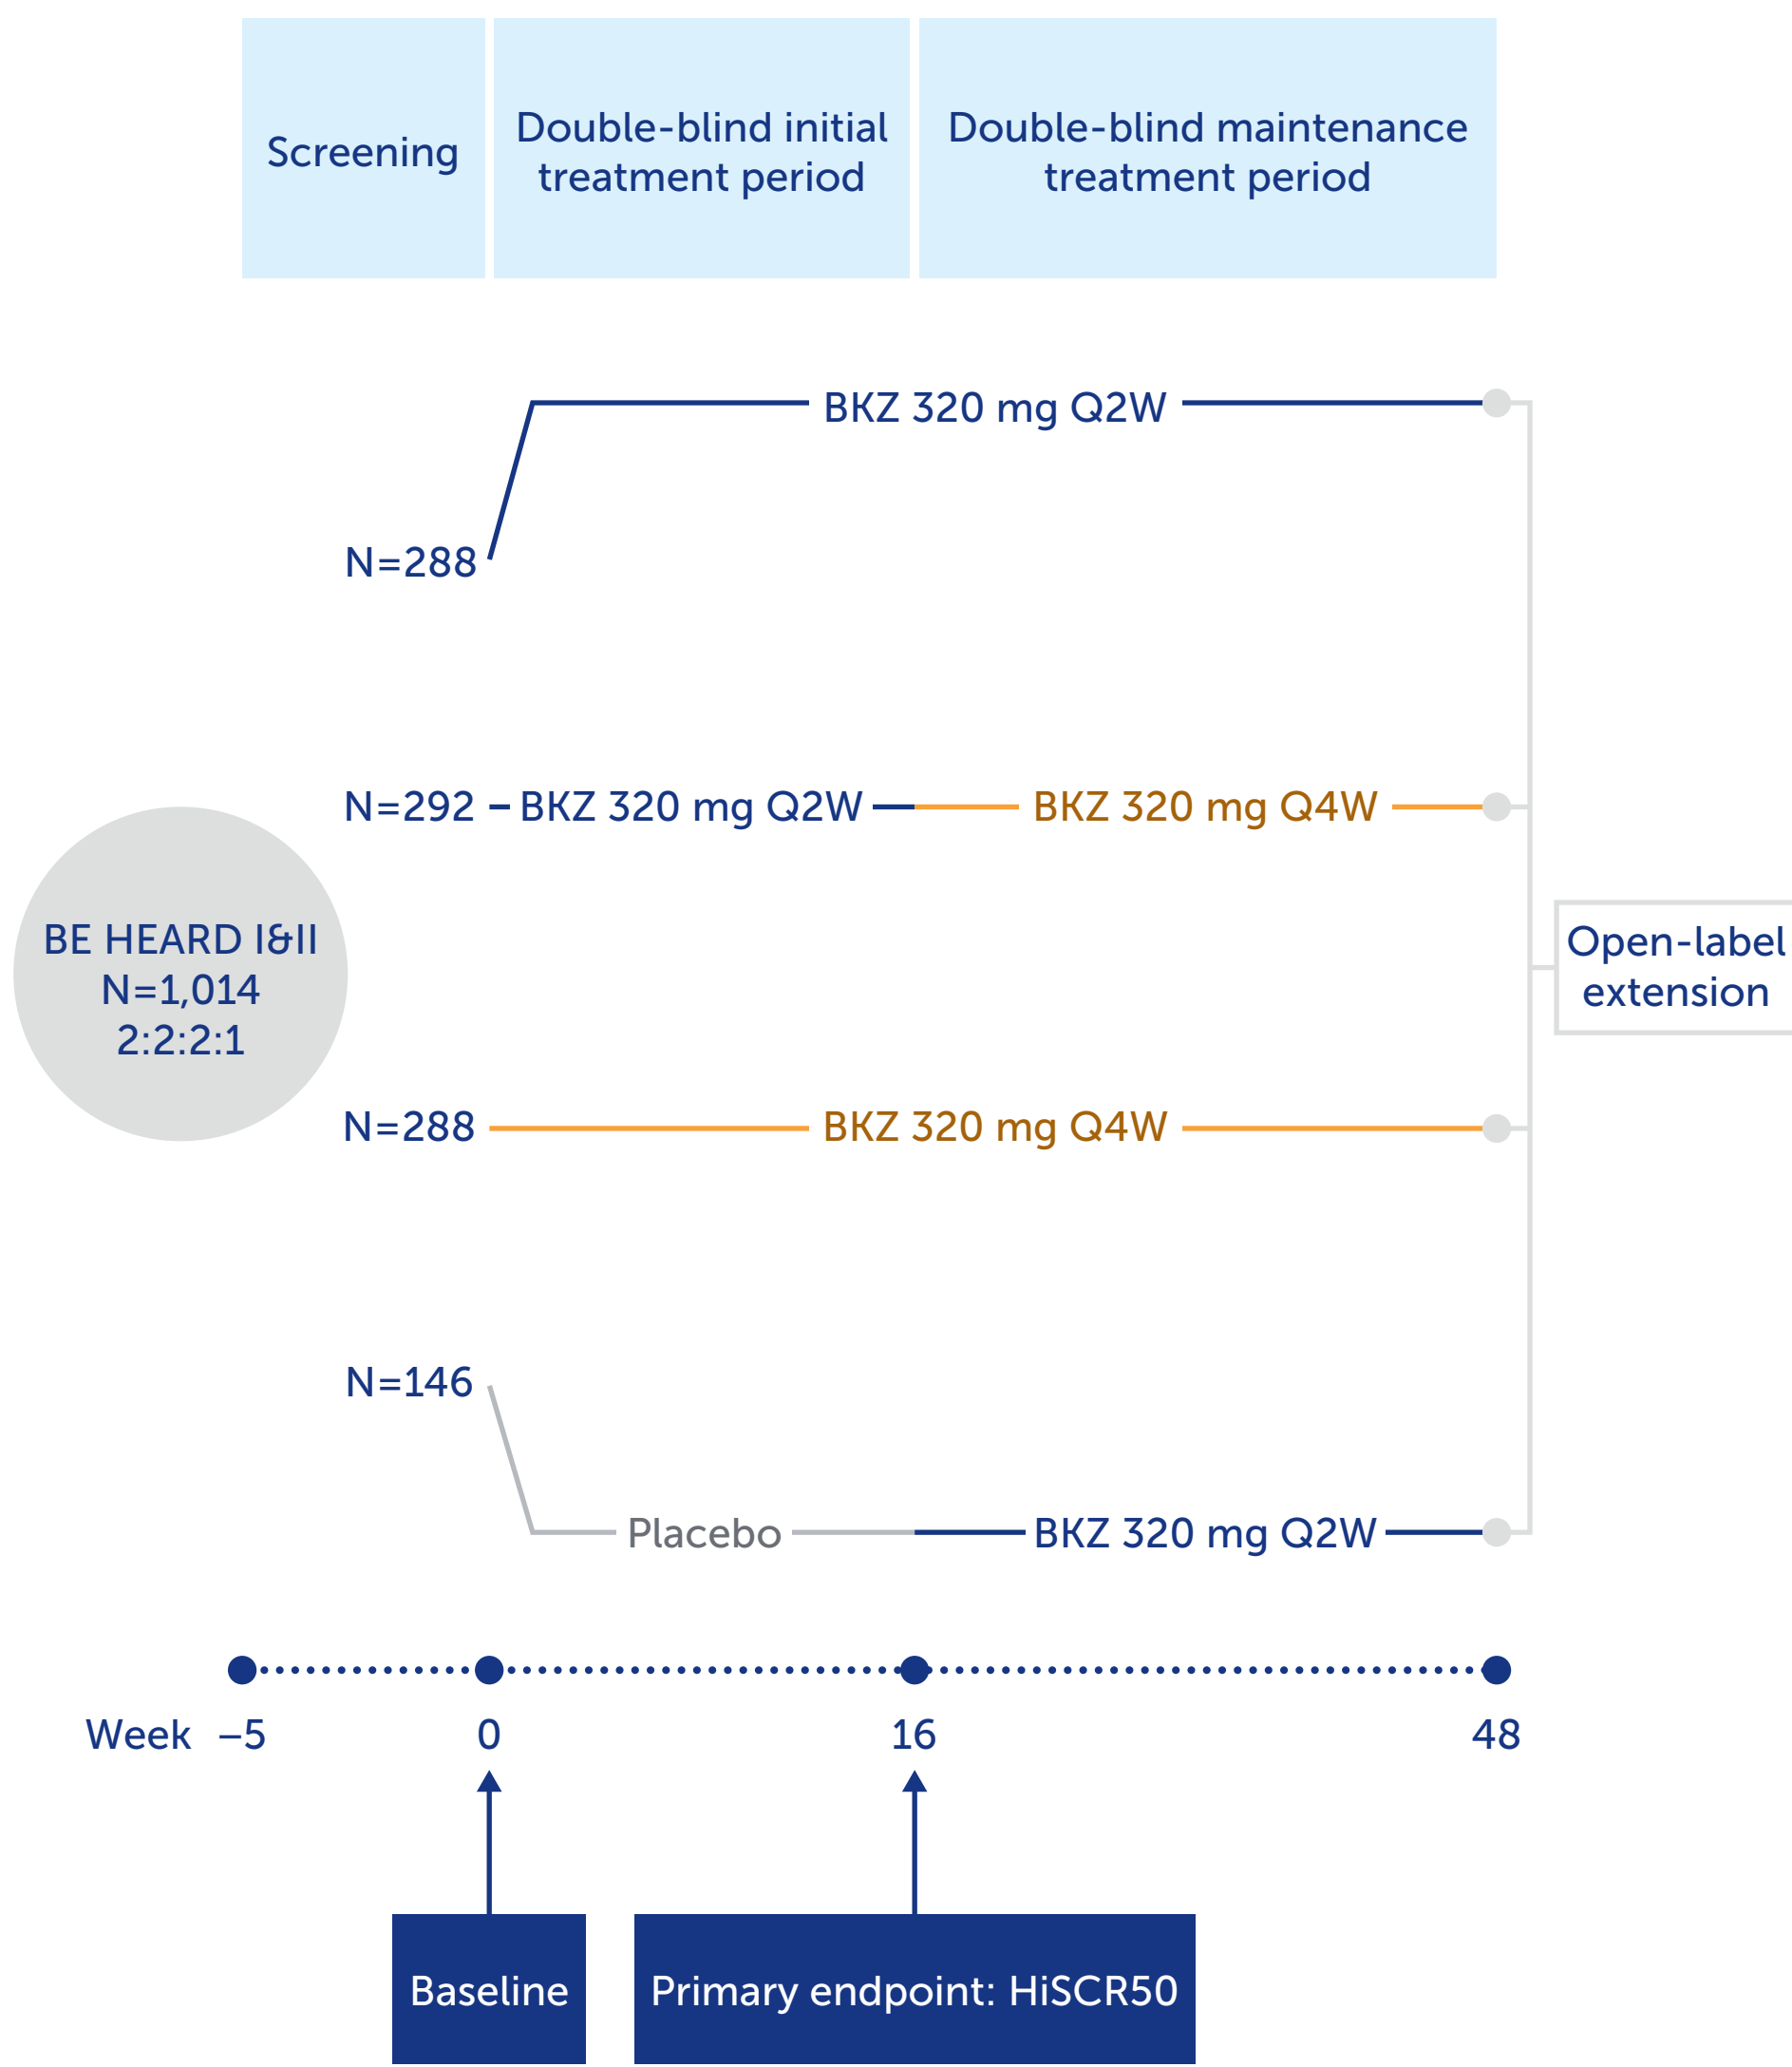 Screening
Double-blind initial
treatment period
Double-blind maintenance
treatment period
BKZ 320 mg Q2W
N=288
N=292
BKZ 320 mg Q2W
BKZ 320 mg Q4W
BE HEARD I&II
N=1,014
2:2:2:1
Open-label
extension
N=288
BKZ 320 mg Q4W
N=146
Placebo
BKZ 320 mg Q2W
Week
–5
0
16
48
Baseline
Primary endpoint: HiSCR50